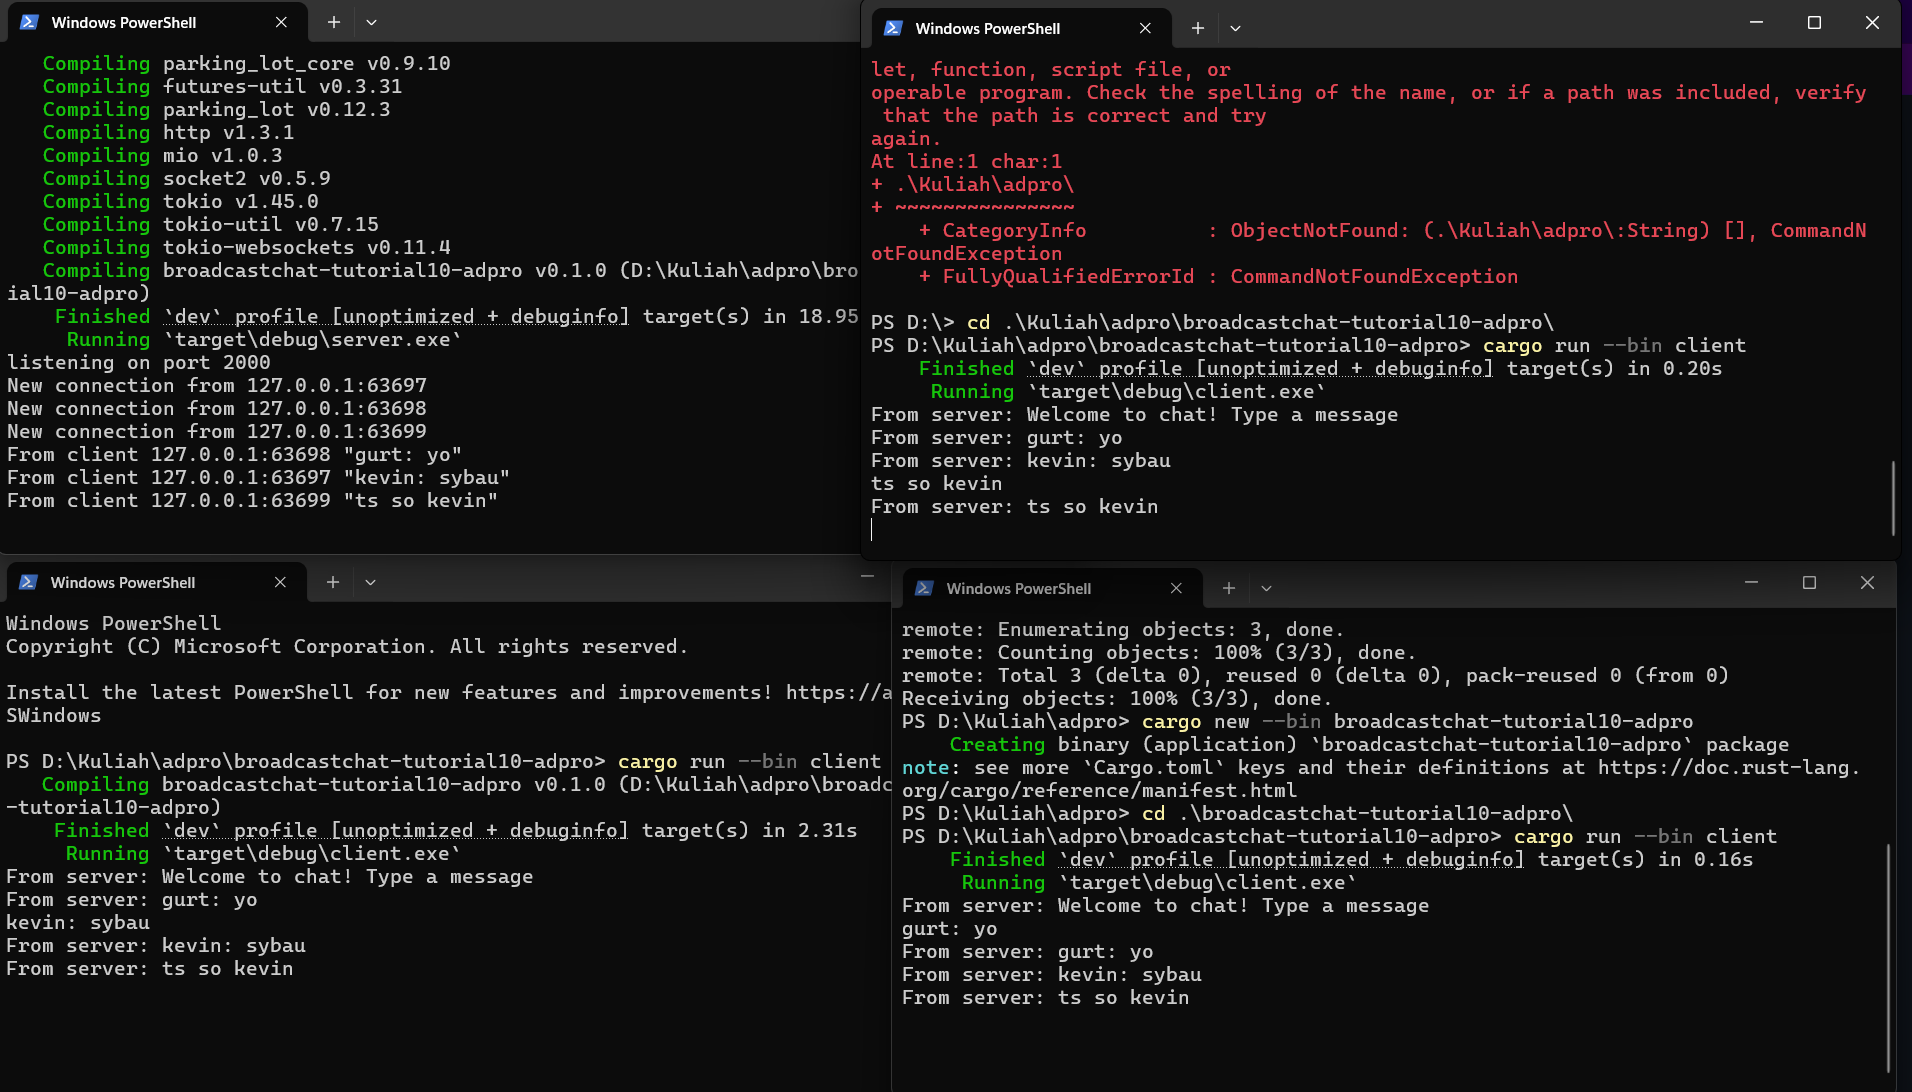 Windows PowerShell
Compiling parking_lot_core v0.9.10
Compiling futures-util v0.3.31
Compiling parking_lot v0.12.3
Compiling http v1.3.1
Compiling mio v1.0.3
Compiling socket2 v0.5.9
Compiling tokio v1.45.0
Compiling tokio-util v0.7.15
Compiling tokio-websockets v0.11.4
Compiling broadcastchat-tutorial10-adpro v0.1.0 (D:\Kuliah\adpro\bro
ial10-adpro)
Finished `dev` profile [unoptimized + debuginfo] target(s) in 18.95
Running `target\debug\server.exe`
listening on port 2000
New connection from 127.0.0.1:63697
New connection from 127.0.0.1:63698
New connection from 127.0.0.1:63699
From client 127.0.0.1:63698 "gurt: yo"
From client 127.0.0.1:63697 "kevin: sybau"
From client 127.0.0.1:63699 "ts so kevin"
Windows PowerShell
let, function, script file, or
operable program. Check the spelling of the name, or if a path was included, verify
that the path is correct and try
again.
At line:1 char:1
+ .\Kuliah\adpro\
+ ~~~~~~~~~~~~~~~
+ CategoryInfo          : ObjectNotFound: (.\Kuliah\adpro\:String) [], CommandN
otFoundException
+ FullyQualifiedErrorId : CommandNotFoundException
PS D:\> cd .\Kuliah\adpro\broadcastchat-tutorial10-adpro\
PS D:\Kuliah\adpro\broadcastchat-tutorial10-adpro> cargo run --bin client
Finished `dev` profile [unoptimized + debuginfo] target(s) in 0.20s
Running `target\debug\client.exe`
From server: Welcome to chat! Type a message
From server: gurt: yo
From server: kevin: sybau
ts so kevin
From server: ts so kevin
Windows PowerShell
Windows PowerShell
Copyright (C) Microsoft Corporation. All rights reserved.
Install the latest PowerShell for new features and improvements! https://a
SWindows
PS D:\Kuliah\adpro\broadcastchat-tutorial10-adpro> cargo run --bin client
Compiling broadcastchat-tutorial10-adpro v0.1.0 (D:\Kuliah\adpro\broadc
-tutorial10-adpro)
Finished `dev` profile [unoptimized + debuginfo] target(s) in 2.31s
Running `target\debug\client.exe`
From server: Welcome to chat! Type a message
From server: gurt: yo
kevin: sybau
From server: kevin: sybau
From server: ts so kevin
Windows PowerShell
remote: Enumerating objects: 3, done.
remote: Counting objects: 100% (3/3), done.
remote: Total 3 (delta 0), reused 0 (delta 0), pack-reused 0 (from 0)
Receiving objects: 100% (3/3), done.
PS D:\Kuliah\adpro> cargo new --bin broadcastchat-tutorial10-adpro
Creating binary (application) `broadcastchat-tutorial10-adpro` package
note: see more `Cargo.toml` keys and their definitions at https://doc.rust-lang.
org/cargo/reference/manifest.html
PS D:\Kuliah\adpro> cd .\broadcastchat-tutorial10-adpro\
PS D:\Kuliah\adpro\broadcastchat-tutorial10-adpro> cargo run --bin client
Finished `dev` profile [unoptimized + debuginfo] target(s) in 0.16s
Running `target\debug\client.exe`
From server: Welcome to chat! Type a message
gurt: yo
From server: gurt: yo
From server: kevin: sybau
From server: ts so kevin